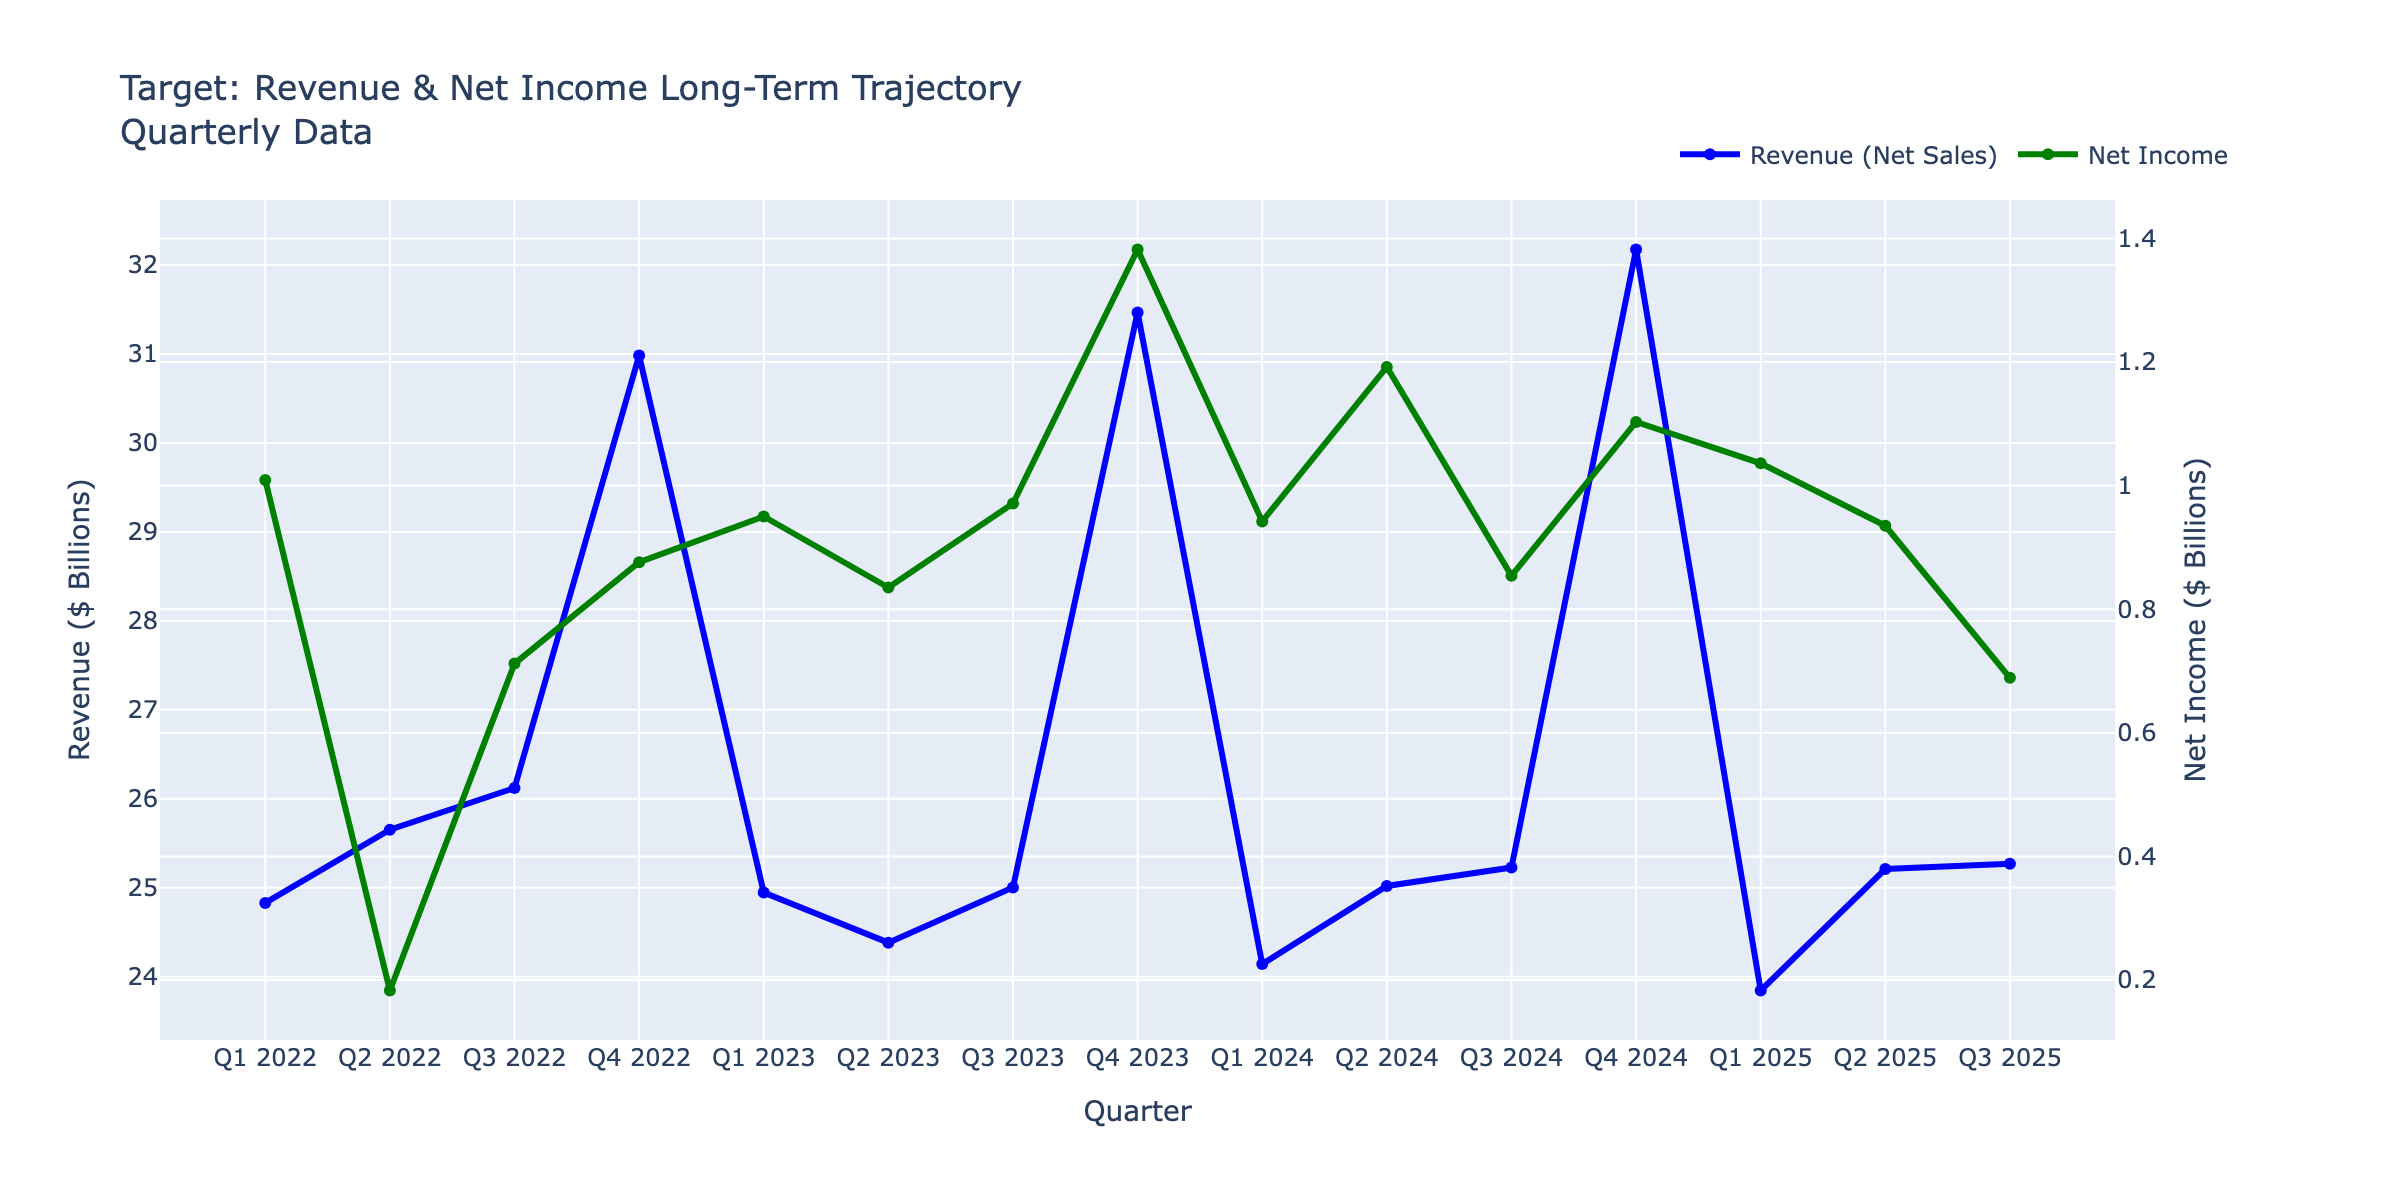 Target: Revenue & Net Income Long-Term Trajectory
Quarterly Data
Revenue (Net Sales)
Net Income
Revenue ($ Billions)
32
31
30
29
28
27
26
25
24
1.4
1.2
1
0.8
0.6
0.4
0.2
Net Income ($ Billions)
Q1 2022
Q2 2022
Q3 2022
Q4 2022
Q1 2023
Q2 2023
Q3 2023
Q4 2023
Q1 2024
Q2 2024
Q3 2024
Q4 2024
Q1 2025
Q2 2025
Q3 2025
Quarter